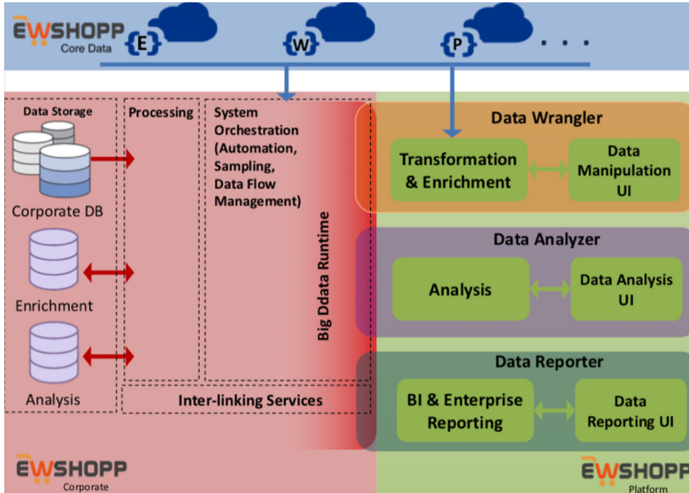 EWSHOPP
Core Data
{E}
{W}
{P}
. . . .
Data Storage
Corporate DB
Enrichment
Analysis
Processing
System
Orchestration
(Automation,
Sampling,
Data Flow
Management)
Big Ddata Runtime
Inter-linking Services
Data Wrangler
Transformation
& Enrichment
Data
Manipulation
UI
Data Analyzer
Analysis
Data Analysis
UI
Data Reporter
BI & Enterprise
Reporting
Data
Reporting UI
EWSHOPP
Corporate
EWSHOPP
Platform